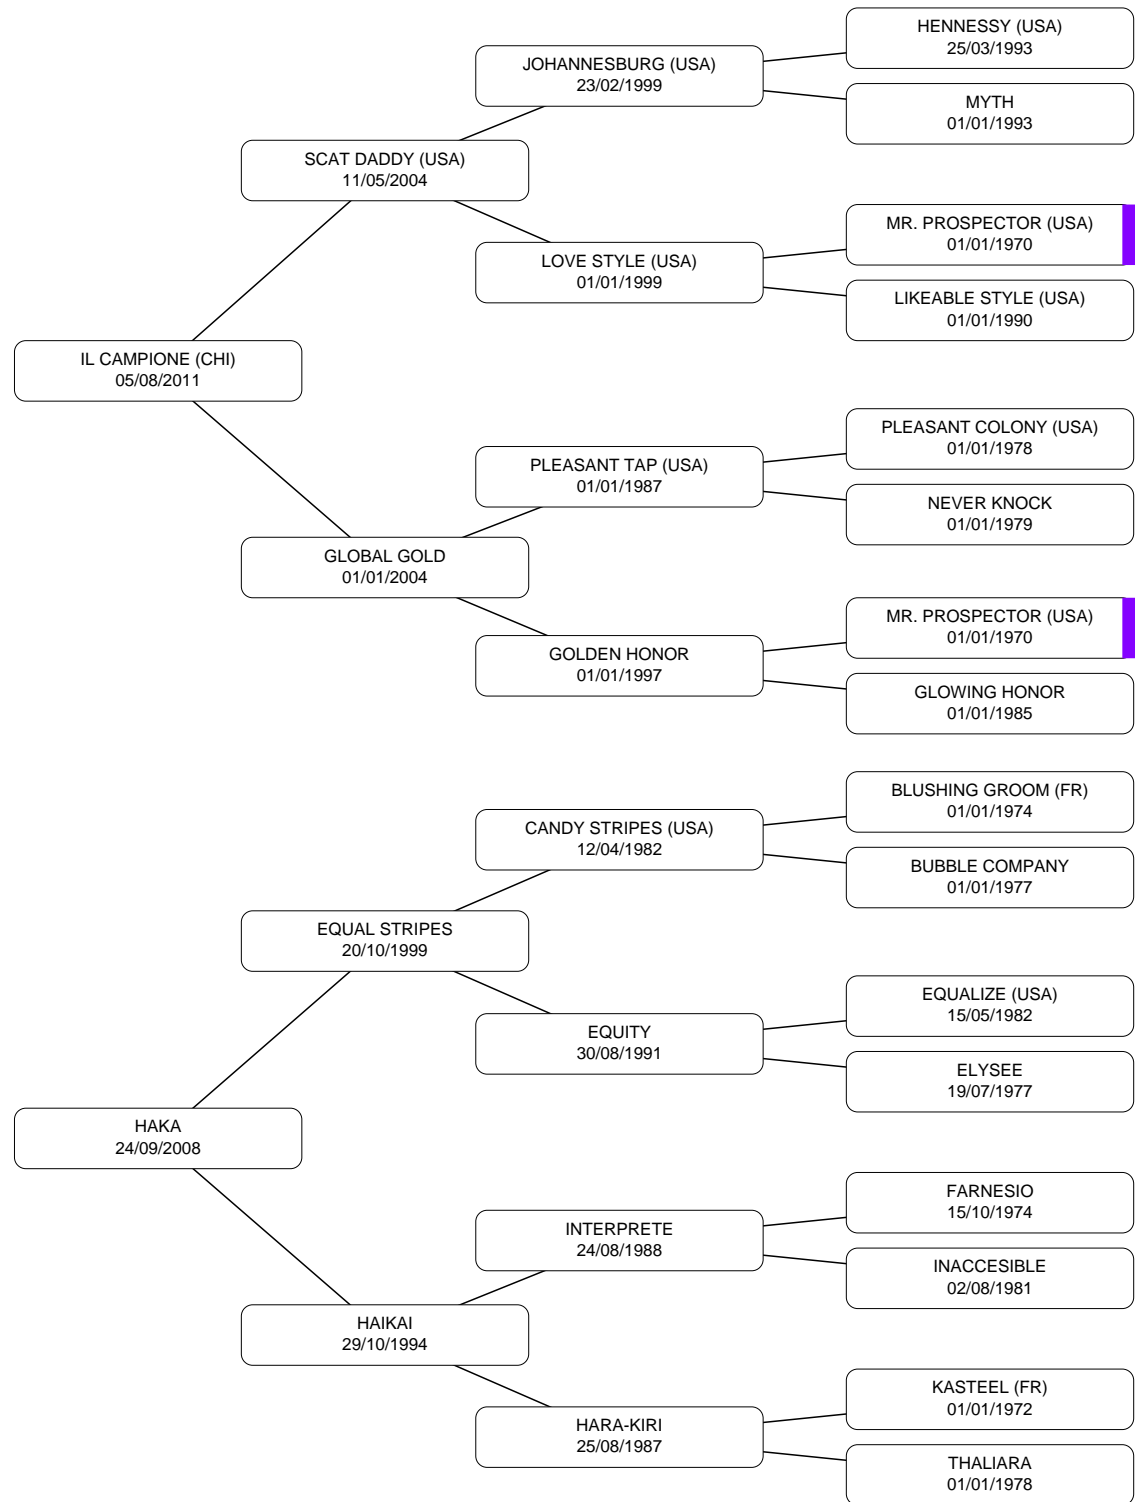 HENNESSY (USA)
25/03/1993
JOHANNESBURG (USA)
23/02/1999
MYTH
01/01/1993
SCAT DADDY (USA)
11/05/2004
MR. PROSPECTOR (USA)
01/01/1970
LOVE STYLE (USA)
01/01/1999
LIKEABLE STYLE (USA)
01/01/1990
IL CAMPIONE (CHI)
05/08/2011
PLEASANT COLONY (USA)
01/01/1978
PLEASANT TAP (USA)
01/01/1987
NEVER KNOCK
01/01/1979
GLOBAL GOLD
01/01/2004
MR. PROSPECTOR (USA)
01/01/1970
GOLDEN HONOR
01/01/1997
GLOWING HONOR
01/01/1985
BLUSHING GROOM (FR)
01/01/1974
CANDY STRIPES (USA)
12/04/1982
BUBBLE COMPANY
01/01/1977
EQUAL STRIPES
20/10/1999
EQUALIZE (USA)
15/05/1982
EQUITY
30/08/1991
ELYSEE
19/07/1977
HAKA
24/09/2008
FARNESIO
15/10/1974
INTERPRETE
24/08/1988
INACCESIBLE
02/08/1981
HAIKAI
29/10/1994
KASTEEL (FR)
01/01/1972
HARA-KIRI
25/08/1987
THALIARA
01/01/1978